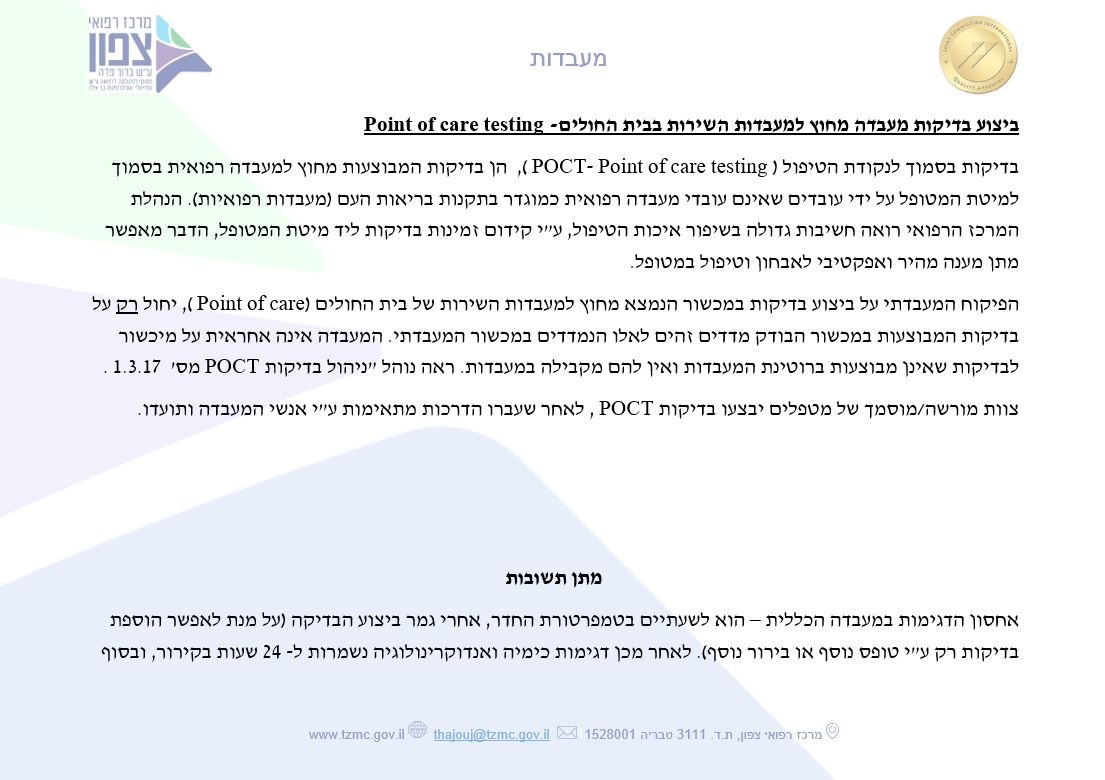 מרכז רפואי
צפון
ע״ש ברוך פדה
מעבדות
JOINT COMMISSION INTERNATIONAL
QUALITY APPROVAL
ביצוע בדיקות מעבדה מחוץ למעבדות השירות בבית החולים- Point of care testing
בדיקות בסמוך לנקודת הטיפול ( POCT- Point of care testing ), הן בדיקות המבוצעות מחוץ למעבדה רפואית בסמוך
למיטת המטופל על ידי עובדים שאינם עובדי מעבדה רפואית כמוגדר בתקנות בריאות העם (מעבדות רפואיות). הנהלת
המרכז הרפואי רואה חשיבות גדולה בשיפור איכות הטיפול, ע״י קידום זמינות בדיקות ליד מיטת המטופל, הדבר מאפשר
מתן מענה מהיר ואפקטיבי לאבחון וטיפול במטופל.
הפיקוח המעבדתי על ביצוע בדיקות במכשור הנמצא מחוץ למעבדות השירות של בית החולים (Point of care ), יחול רק על
בדיקות המבוצעות במכשור הבודק מדדים זהים לאלו הנמדדים במכשור המעבדתי. המעבדה אינה אחראית על מיכשור
לבדיקות שאינן מבוצעות ברוטינת המעבדות ואין להם מקבילה במעבדות. ראה נוהל ״ניהול בדיקות POCT מס׳ 1.3.17 .
צוות מורשה/מוסמך של מטפלים יבצעו בדיקות POCT , לאחר שעברו הדרכות מתאימות ע״י אנשי המעבדה ותועדו.
מתן תשובות
אחסון הדגימות במעבדה הכללית – הוא לשעתיים בטמפרטורת החדר, אחרי גמר ביצוע הבדיקה (על מנת לאפשר הוספת
בדיקות רק ע״י טופס נוסף או בירור נוסף). לאחר מכן דגימות כימיה ואנדוקרינולוגיה נשמרות ל- 24 שעות בקירור, ובסוף
מרכז רפואי צפון, ת.ד. 3111 טבריה 1528001 thajouj@tzmc.gov.il www.tzmc.gov.il